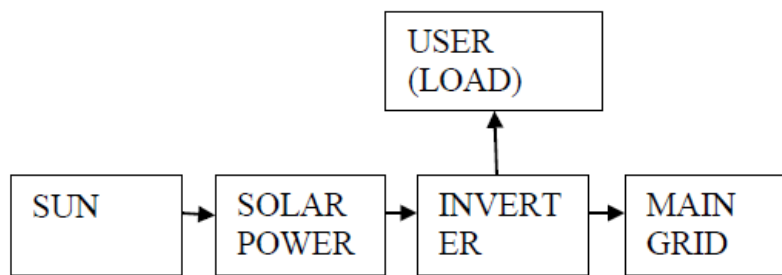 USER
(LOAD)
SUN
SOLAR
POWER
INVERT
ER
MAIN
GRID